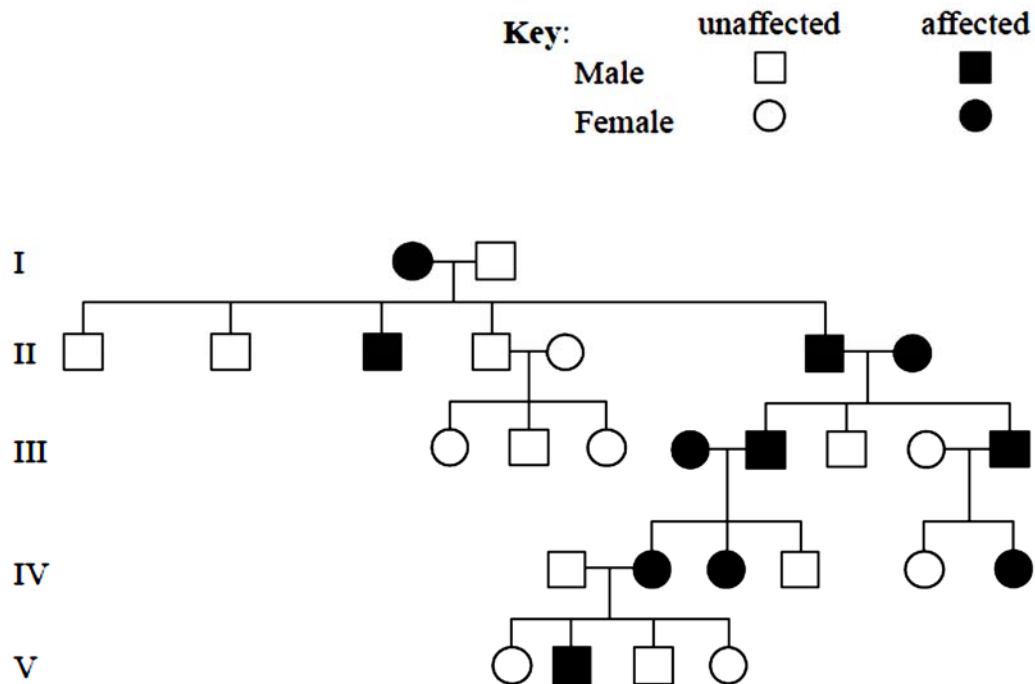 Key: unaffected affected
Male
Female
I
II
III
IV
V